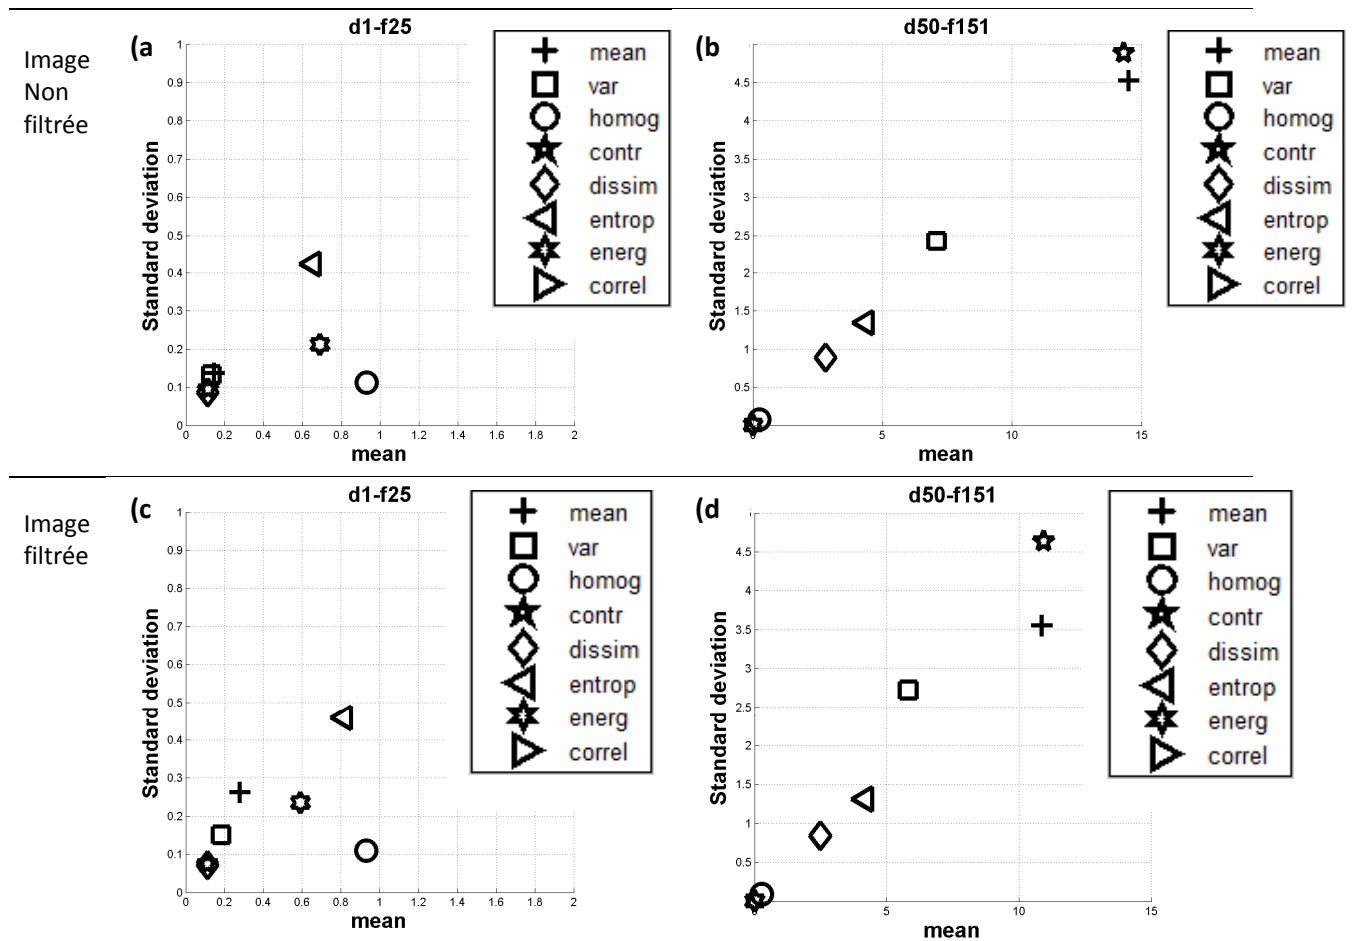 Image
Non
filtrée
(a
d1-f25
Standard deviation
1
0.9
0.8
0.7
0.6
0.5
0.4
0.3
0.2
0.1
0
0 0.2 0.4 0.6 0.8 1 1.2 1.4 1.6 1.8 2
mean
mean
var
homog
contr
dissim
entrop
energ
correl
(b
d50-f151
Standard deviation
4.5
4
3.5
3
2.5
2
1.5
1
0.5
0 5 10 15
mean
mean
var
homog
contr
dissim
entrop
energ
correl
Image
filtrée
(c
d1-f25
Standard deviation
1
0.9
0.8
0.7
0.6
0.5
0.4
0.3
0.2
0.1
0
0 0.2 0.4 0.6 0.8 1 1.2 1.4 1.6 1.8 2
mean
mean
var
homog
contr
dissim
entrop
energ
correl
(d
d50-f151
Standard deviation
4.5
4
3.5
3
2.5
2
1.5
1
0.5
5 10 15
mean
mean
var
homog
contr
dissim
entrop
energ
correl